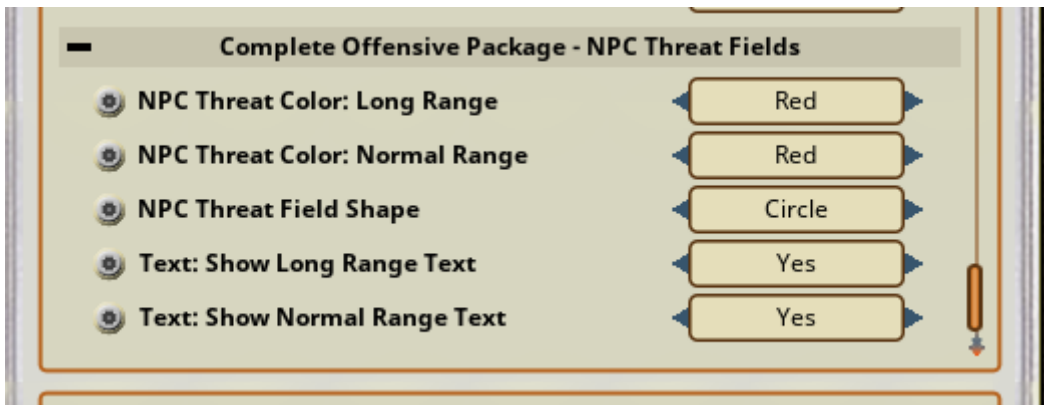 Complete Offensive Package - NPC Threat Fields
NPC Threat Color: Long Range Red
NPC Threat Color: Normal Range Red
NPC Threat Field Shape Circle
Text: Show Long Range Text Yes
Text: Show Normal Range Text Yes